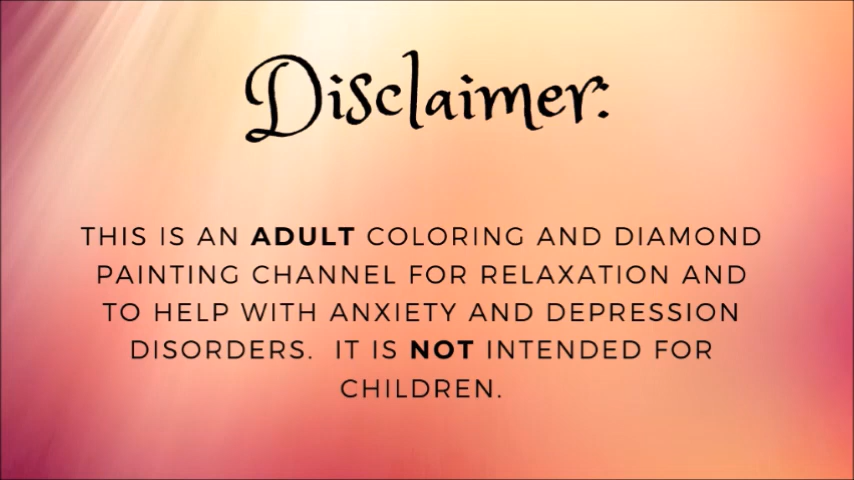 Disclaimer:
THIS IS AN ADULT COLORING AND DIAMOND
PAINTING CHANNEL FOR RELAXATION AND
TO HELP WITH ANXIETY AND DEPRESSION
DISORDERS.  IT IS NOT INTENDED FOR
CHILDREN.